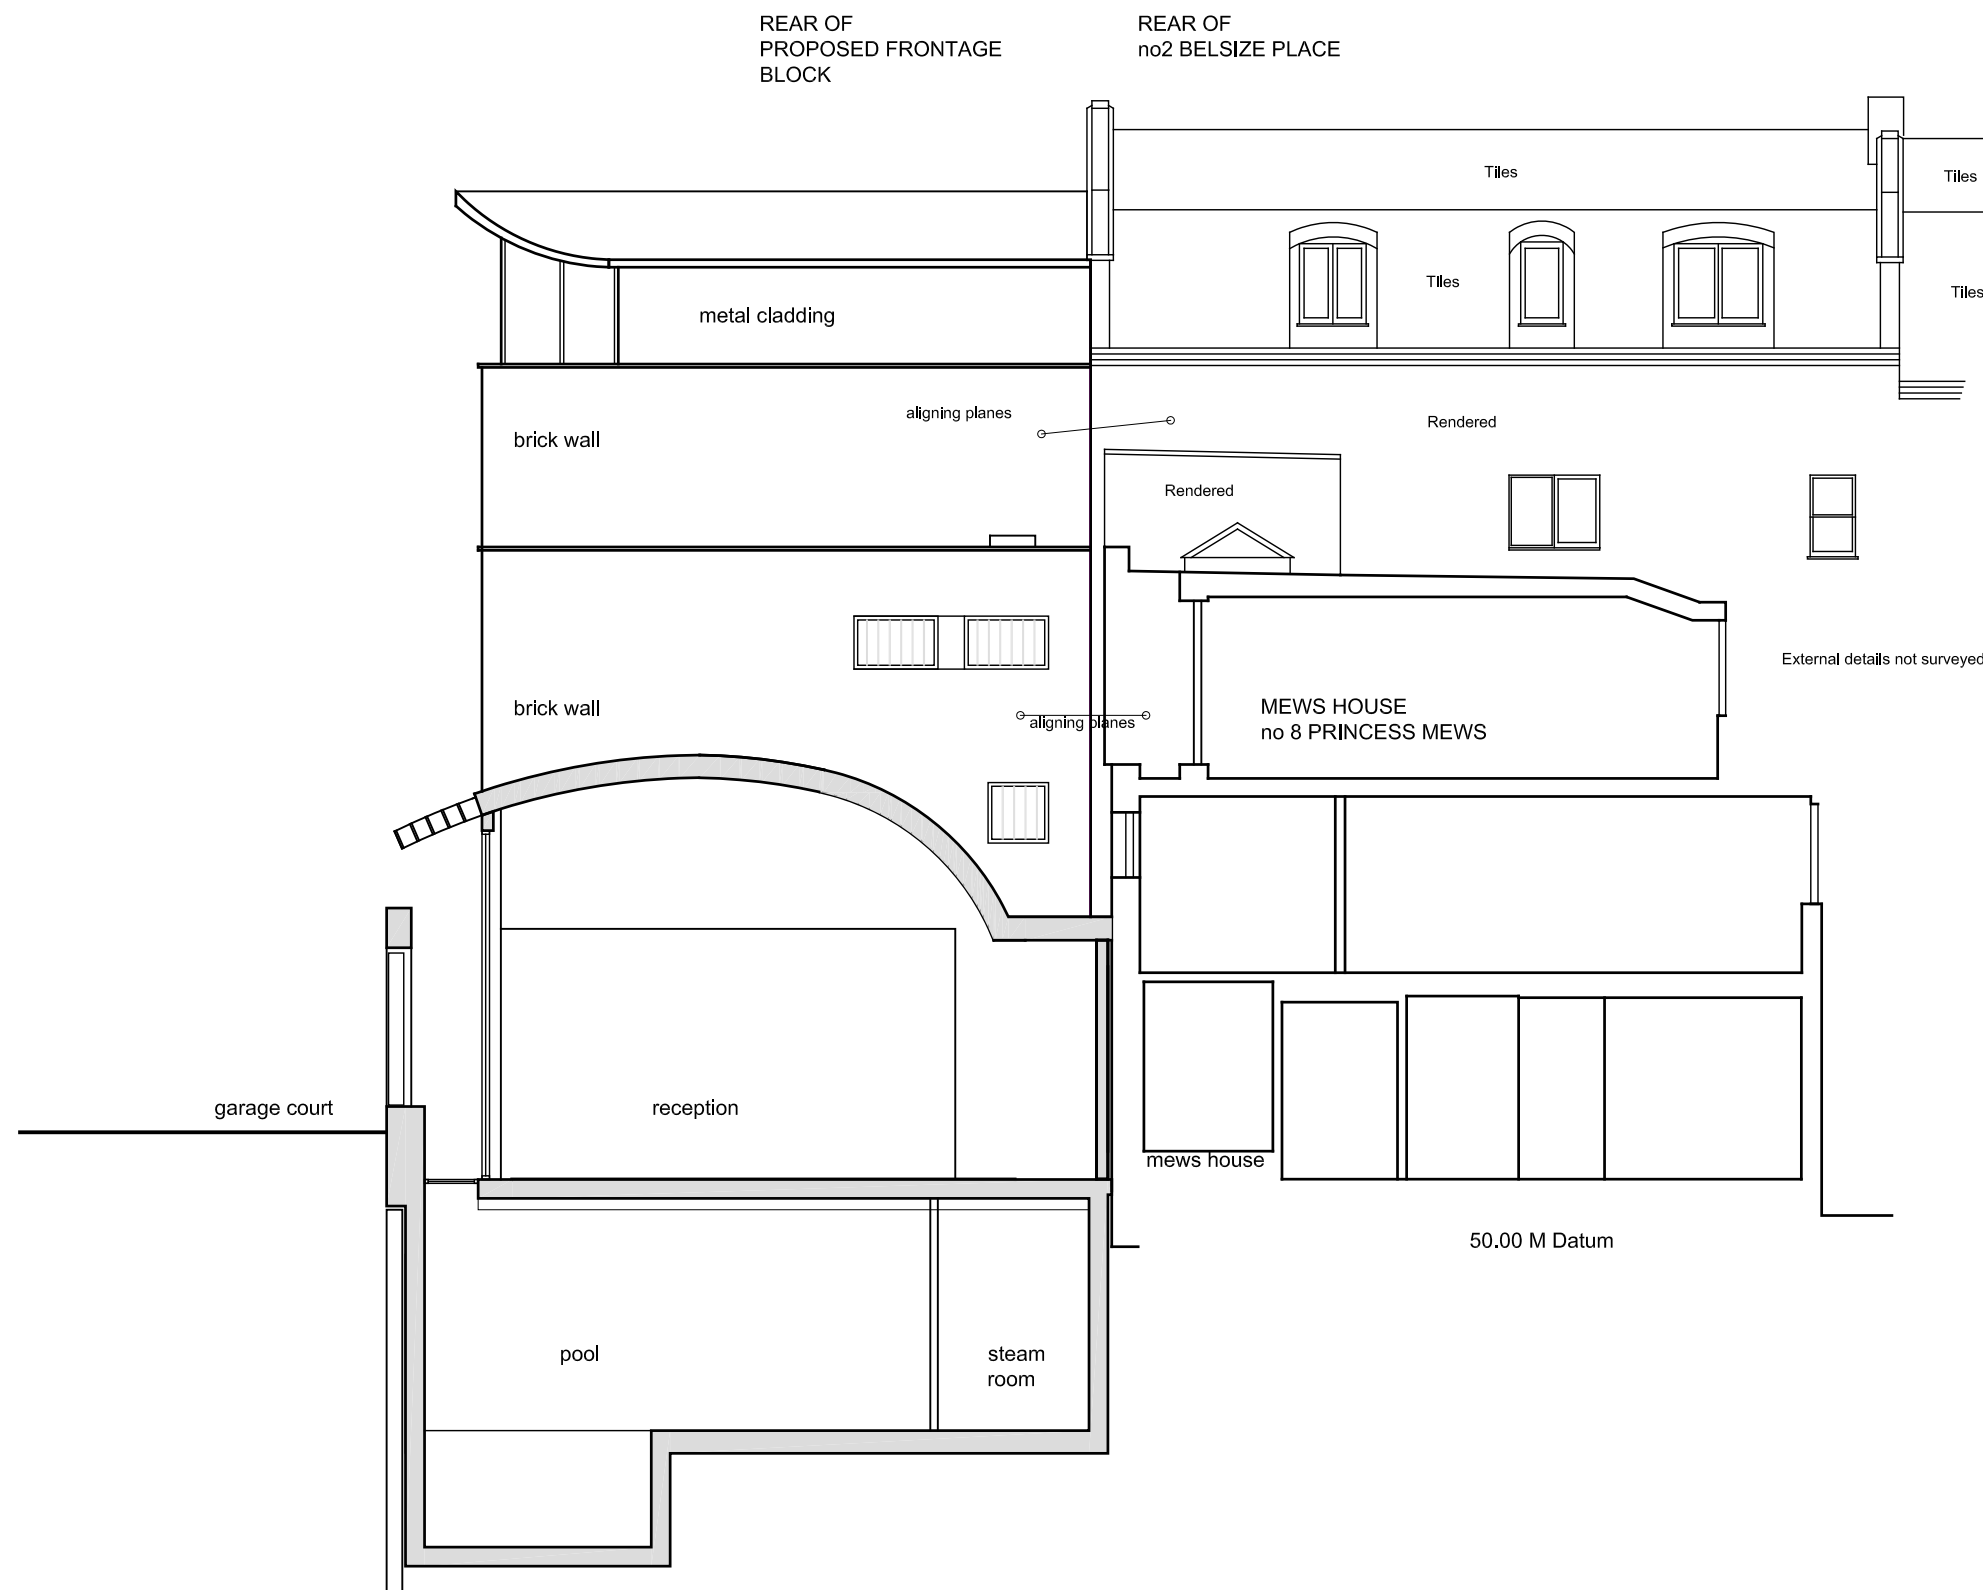 REAR OF
PROPOSED FRONTAGE
BLOCK
REAR OF
no2 BELSIZE PLACE
Tiles
Tiles
Tiles
Tiles
metal cladding
aligning planes
Rendered
brick wall
Rendered
External details not surveyed
brick wall
aligning planes
MEWS HOUSE
no 8 PRINCESS MEWS
garage court
reception
mews house
50.00 M Datum
pool
steam
room